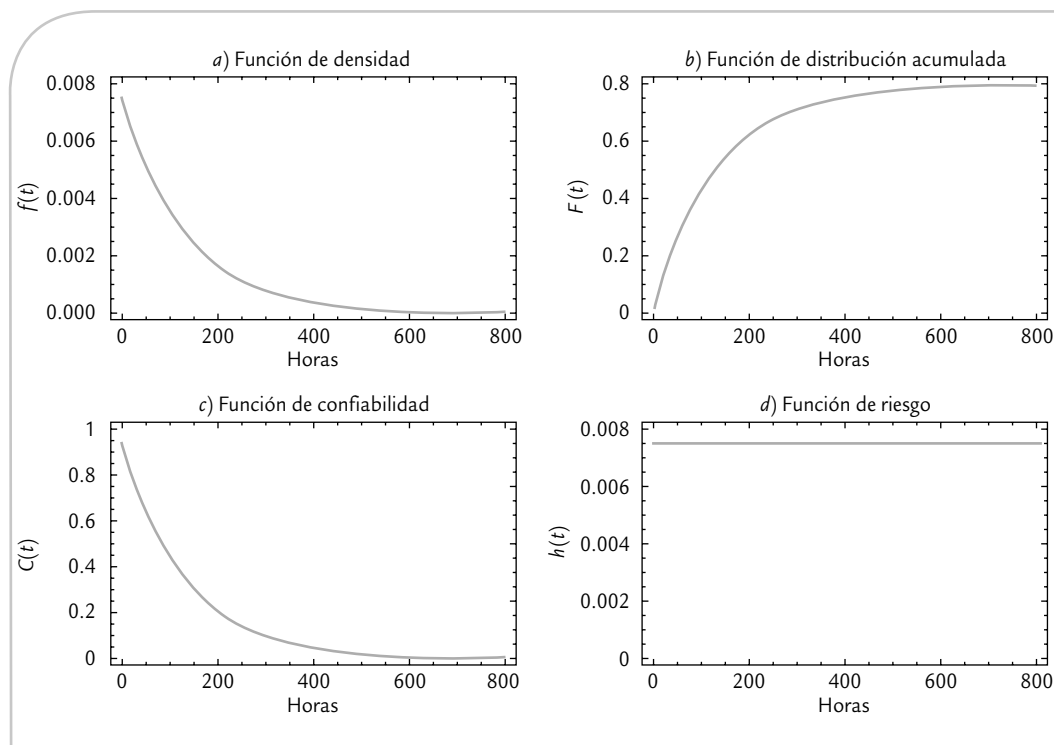 a) Función de densidad
0.008
0.006
0.004
0.002
0.000
f(t)
0 200 400 600 800
Horas
b) Función de distribución acumulada
0.8
0.6
0.4
0.2
0
F (t)
0 200 400 600 800
Horas
c) Función de confiabilidad
1
0.8
0.6
0.4
0.2
0
C(t)
0 200 400 600 800
Horas
d) Función de riesgo
0.008
0.006
0.004
0.002
0
h(t)
0 200 400 600 800
Horas